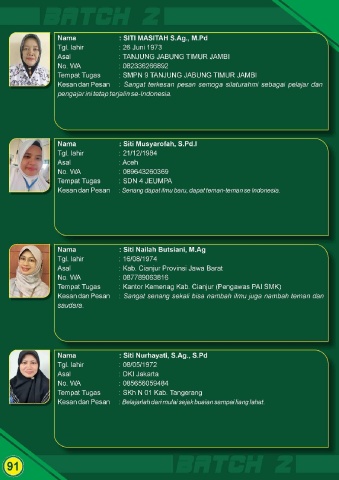 BATCH 2
Nama : SITI MASITAH S.Ag., M.Pd
Tgl. lahir : 28 Juni 1973
Asal : TANJUNG JABUNG TIMUR JAMBI
No. WA : 082336266892
Tempat Tugas : SMPN 9 TANJUNG JABUNG TIMUR JAMBI
Kesan dan Pesan : Sangat terkesan pesan semoga silaturahmi sebagai pelajar dan
pengajar ini tetap terjalin se-Indonesia.
Nama : Siti Musyarofah, S.Pd.I
Tgl. lahir : 21/12/1984
Asal : Aceh
No. WA : 089643260369
Tempat Tugas : SDN 4 JEUMPA
Kesan dan Pesan : Senang dapat ilmu baru, dapat teman-teman se Indonesia.
Nama : Siti Nailah Butsiani, M.Ag
Tgl. lahir : 16/08/1974
Asal : Kab. Cianjur Provinsi Jawa Barat
No. WA : 087789063816
Tempat Tugas : Kantor Kemenag Kab. Cianjur (Pengawas PAI SMK)
Kesan dan Pesan : Sangat senang sekali bisa nambah ilmu juga nambah teman dan
saudara.
Nama : Siti Nurhayati, S.Ag., S.Pd
Tgl. lahir : 08/05/1972
Asal : DKI Jakarta
No. WA : 085656059484
Tempat Tugas : SKh N 01 Kab. Tangerang
Kesan dan Pesan : Belajarlah dari mulai sejak buaian sampai liang lahat.
91
BATCH 2